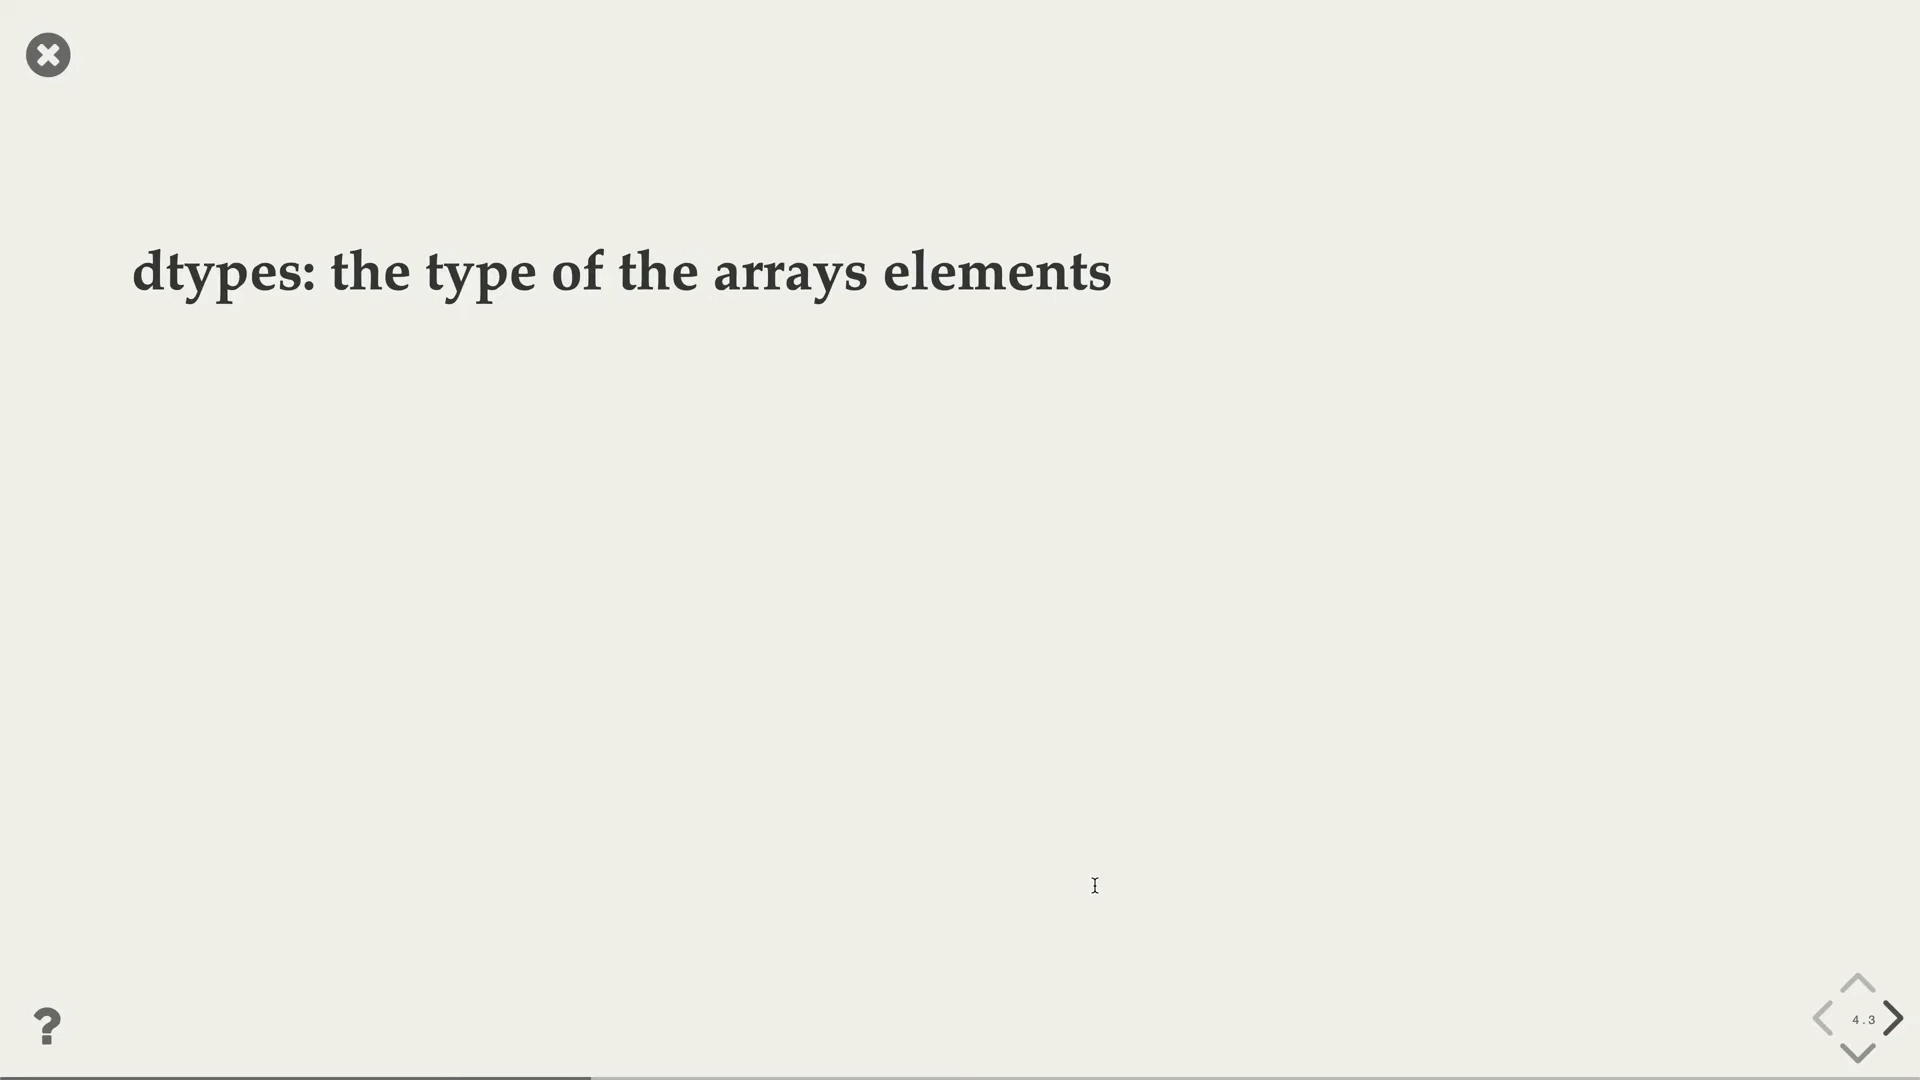 dtypes: the type of the arrays elements
?
4.3